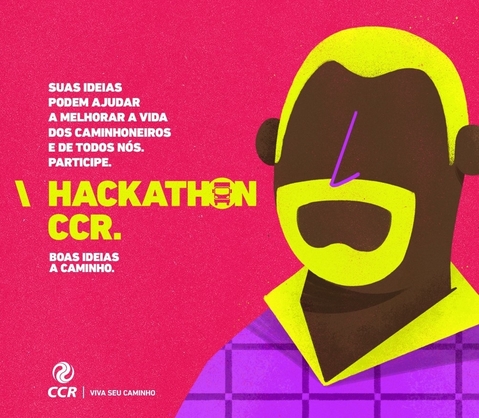 SUAS IDEIAS
PODEM AJUDAR
A MELHORAR A VIDA
DOS CAMINHONEIROS
E DE TODOS NÓS.
PARTICIPE.
\ HACKATHON
CCR.
BOAS IDEIAS
A CAMINHO.
CCR | VIVA SEU CAMINHO